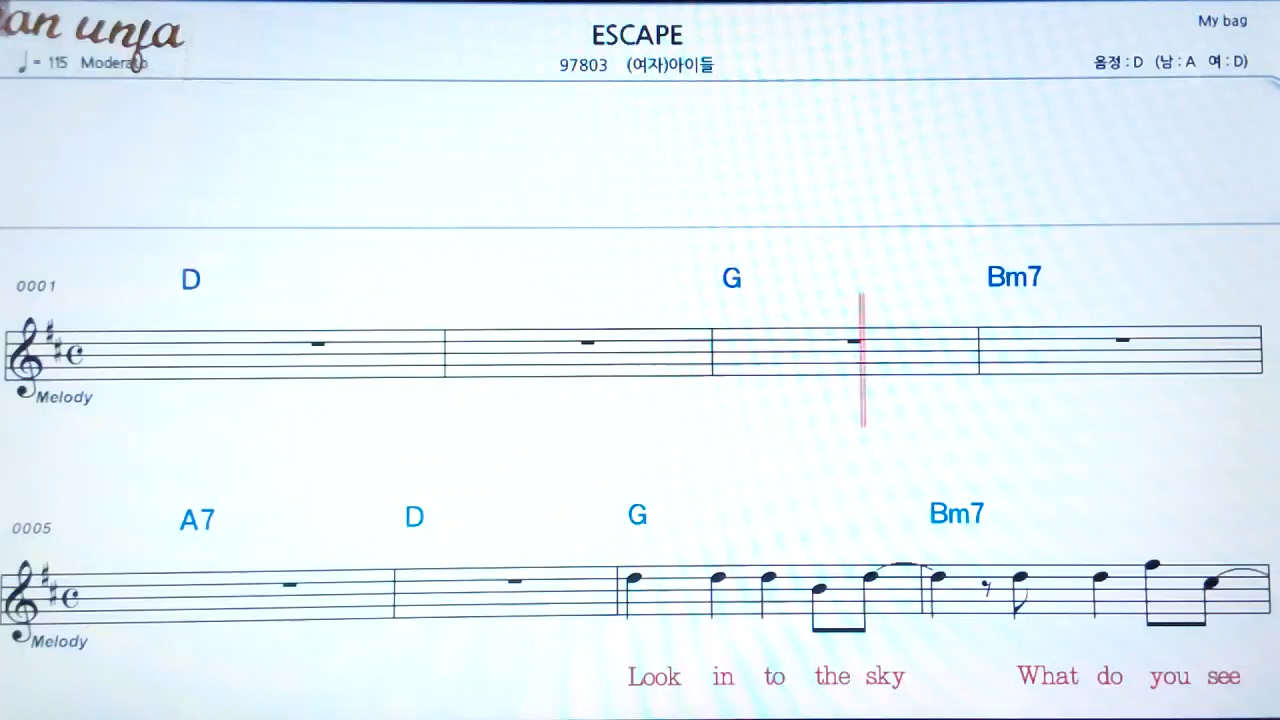 an unfa
ESCAPE
My bag
= 115 Moderato
97803 (여자)아이들
음정 : D (남 : A 여 : D)
0001 D G Bm7
Melody
0005 A7 D G Bm7
Melody
Look in to the sky What do you see